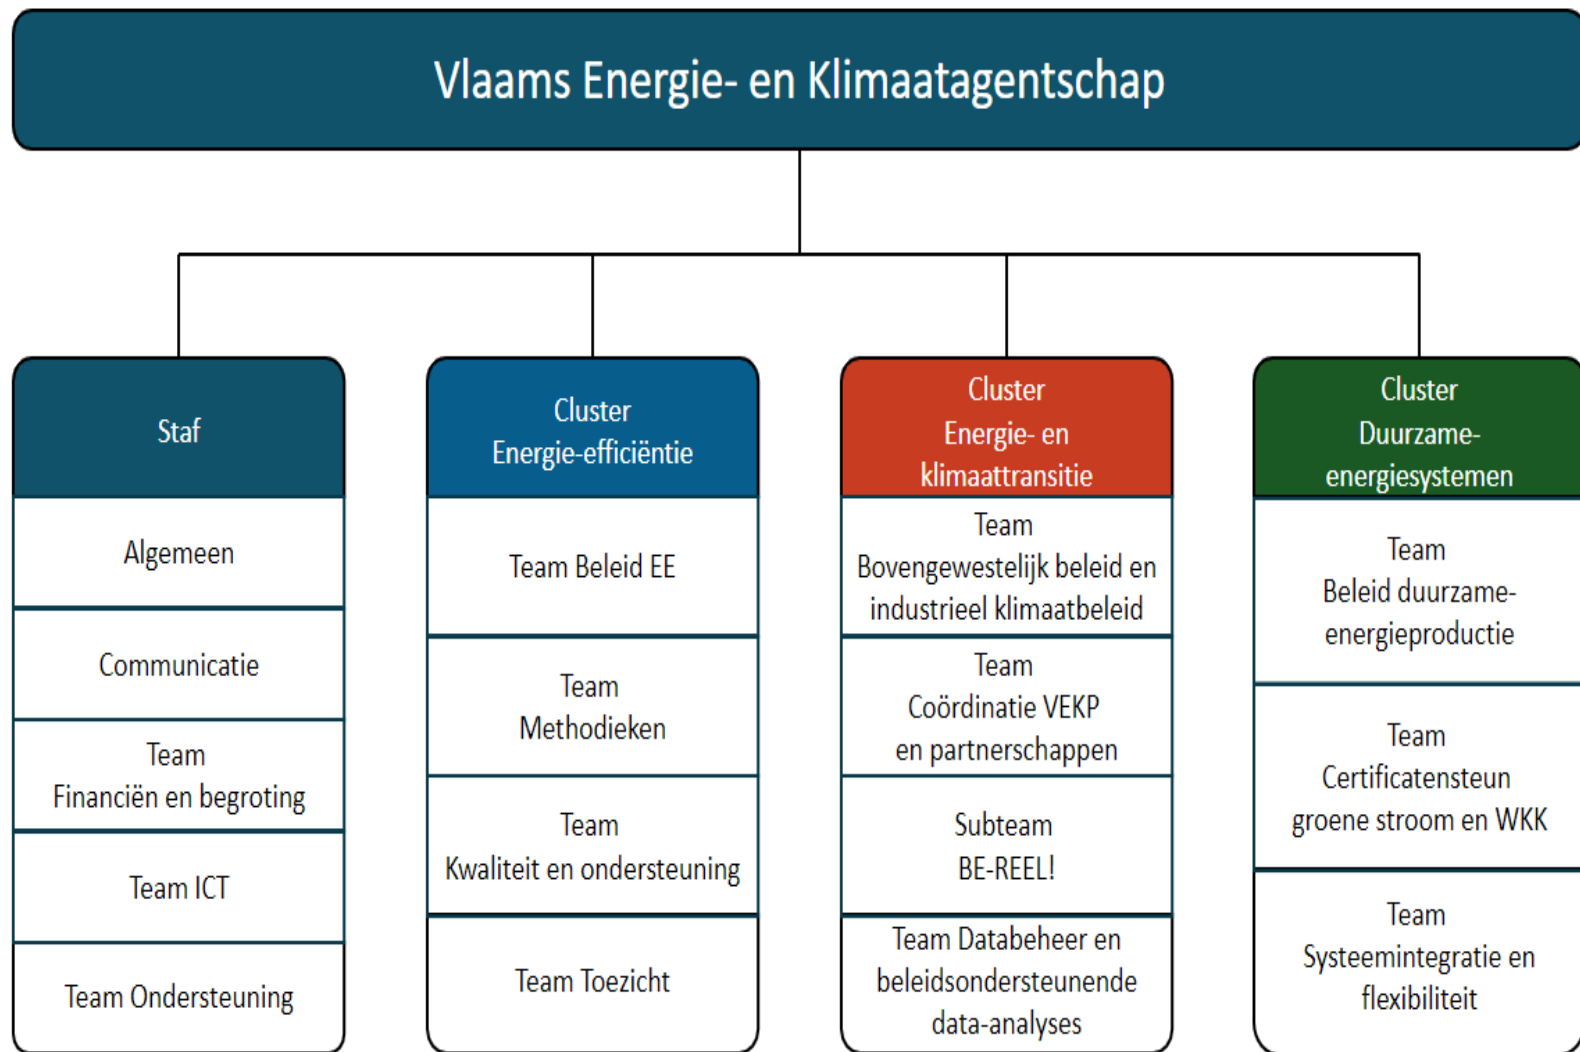 Vlaams Energie- en Klimaatagentschap
Staf
Algemeen
Communicatie
Team
Financiën en begroting
Team ICT
Team Ondersteuning
Cluster
Energie-efficiëntie
Team Beleid EE
Team
Methodieken
Team
Kwaliteit en ondersteuning
Team Toezicht
Cluster
Energie- en
klimaattransitie
Team
Bovengewestelijk beleid en
industrieel klimaatbeleid
Team
Coördinatie VEKP
en partnerschappen
Subteam
BE-REEL!
Team Databeheer en
beleidsondersteunende
data-analyses
Cluster
Duurzame-
energiesystemen
Team
Beleid duurzame-
energieproductie
Team
Certificatensteun
groene stroom en WKK
Team
Systeemintegratie en
flexibiliteit